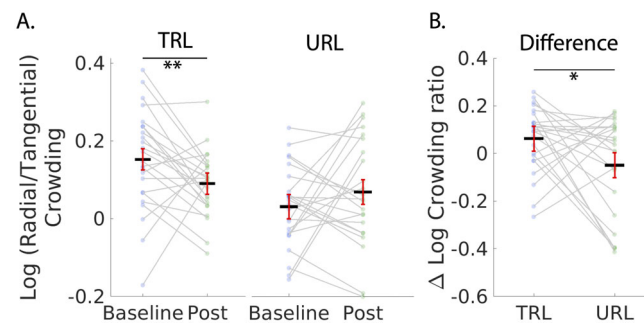 A.
TRL
URL
**
Log (Radial/Tangential)
Crowding
0.4
0.2
0
-0.2
Baseline Post
Baseline
Post
B.
Difference
*
Δ Log Crowding ratio
0.4
0.2
0
-0.2
-0.4
-0.6
TRL
URL